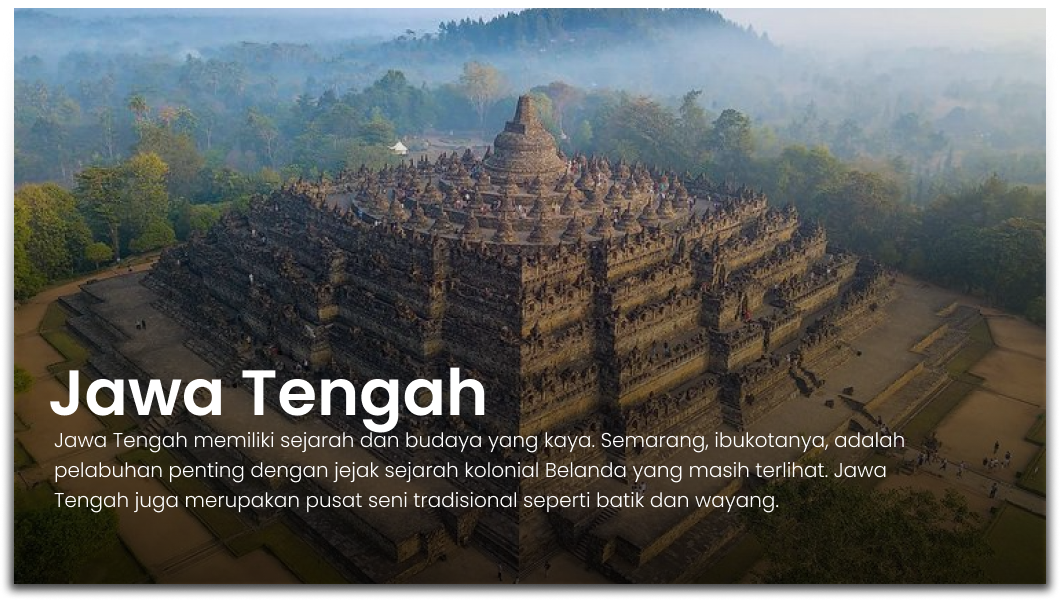 Jawa Tengah
Jawa Tengah memiliki sejarah dan budaya yang kaya. Semarang, ibukotanya, adalah
pelabuhan penting dengan jejak sejarah kolonial Belanda yang masih terlihat. Jawa
Tengah juga merupakan pusat seni tradisional seperti batik dan wayang.